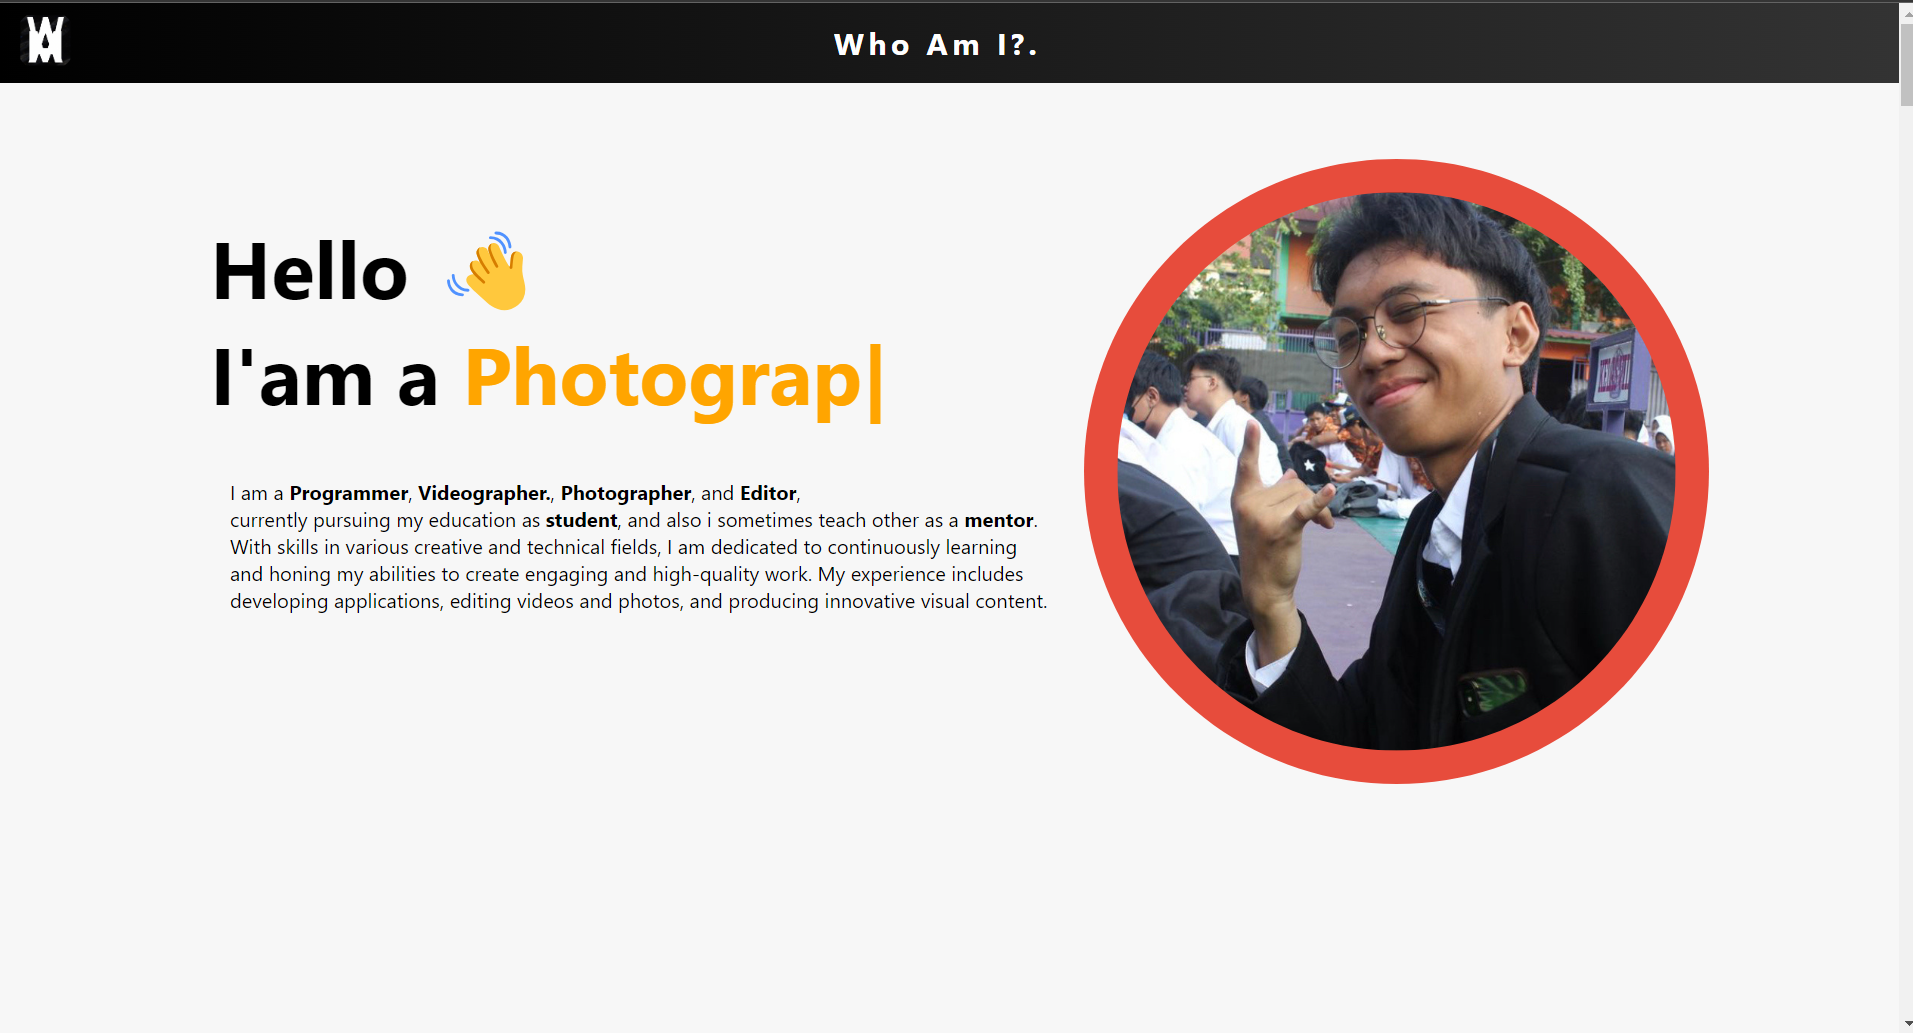 Who Am I?.
Hello
I'am a Photograp|
I am a Programmer, Videographer., Photographer, and Editor,
currently pursuing my education as student, and also i sometimes teach other as a mentor.
With skills in various creative and technical fields, I am dedicated to continuously learning
and honing my abilities to create engaging and high-quality work. My experience includes
developing applications, editing videos and photos, and producing innovative visual content.